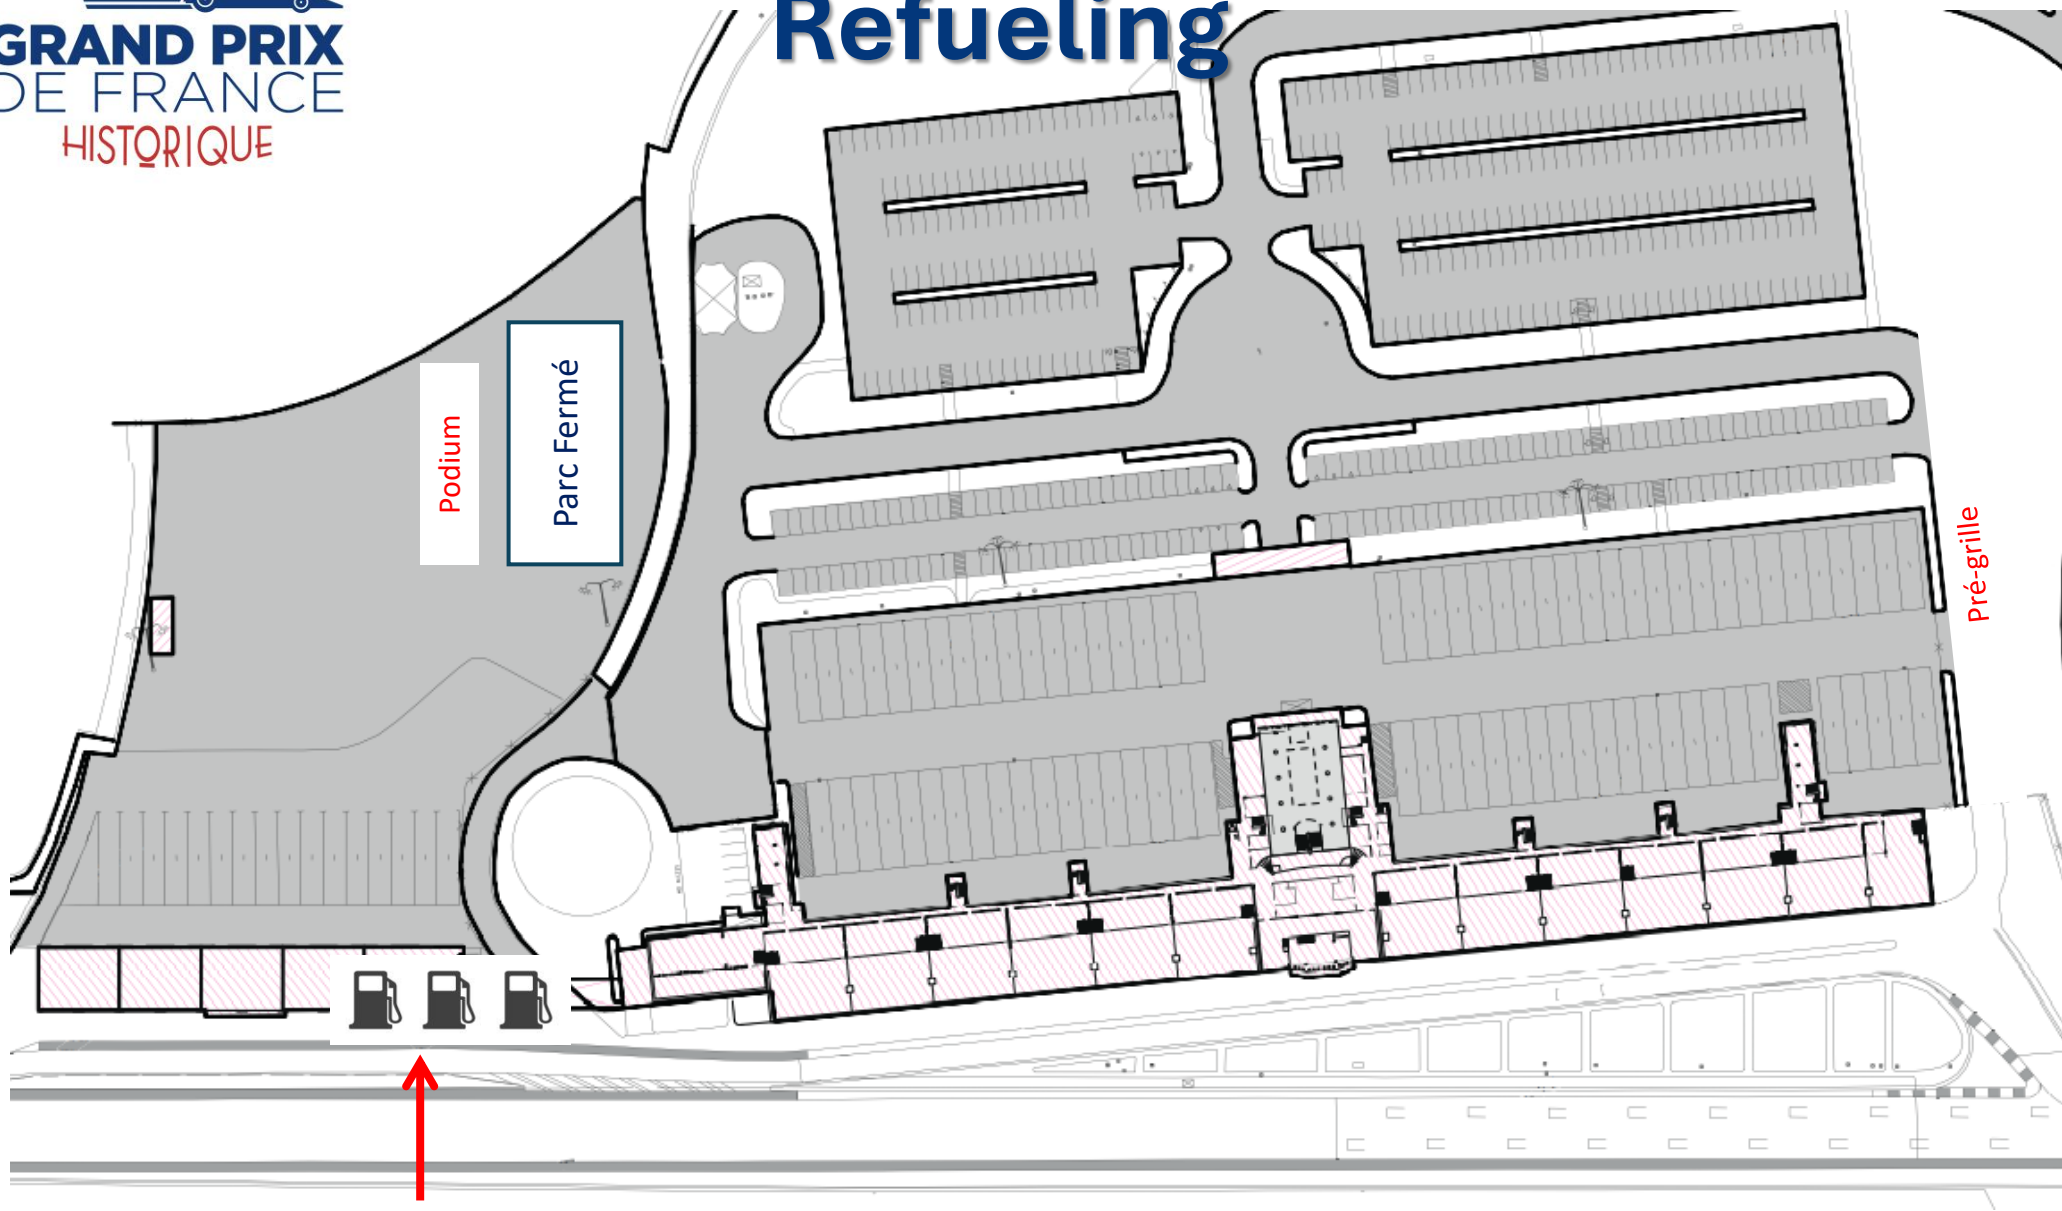 Refueling
GRAND PRIX
DE FRANCE
HISTORIQUE
Podium
Parc Fermé
Pré-grille